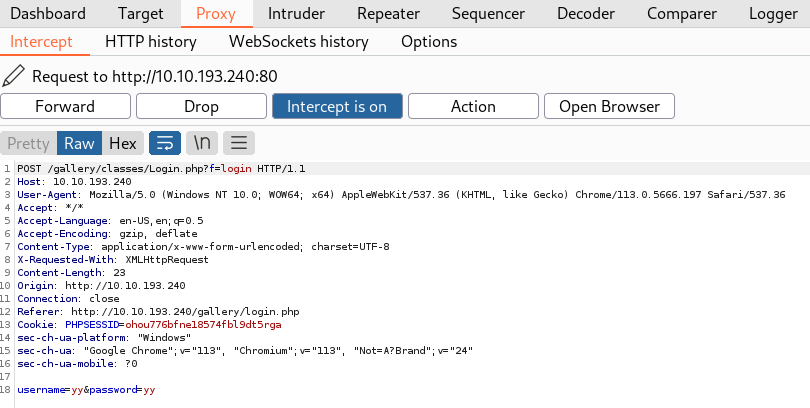 Dashboard Target Proxy Intruder Repeater Sequencer Decoder Comparer Logger
Intercept HTTP history WebSockets history Options
Request to http://10.10.193.240:80
Forward Drop Intercept is on Action Open Browser
Pretty Raw Hex \n
1 POST /gallery/classes/Login.php?f=login HTTP/1.1
2 Host: 10.10.193.240
3 User-Agent: Mozilla/5.0 (Windows NT 10.0; WOW64; x64) AppleWebKit/537.36 (KHTML, like Gecko) Chrome/113.0.5666.197 Safari/537.36
4 Accept: */*
5 Accept-Language: en-US,en;q=0.5
6 Accept-Encoding: gzip, deflate
7 Content-Type: application/x-www-form-urlencoded; charset=UTF-8
8 X-Requested-With: XMLHttpRequest
9 Content-Length: 23
10 Origin: http://10.10.193.240
11 Connection: close
12 Referer: http://10.10.193.240/gallery/login.php
13 Cookie: PHPSESSID=ohou776bfne18574fbl9dt5rga
14 sec-ch-ua-platform: "Windows"
15 sec-ch-ua: "Google Chrome";v="113", "Chromium";v="113", "Not=A?Brand";v="24"
16 sec-ch-ua-mobile: ?0
17
18 username=yy&password=yy